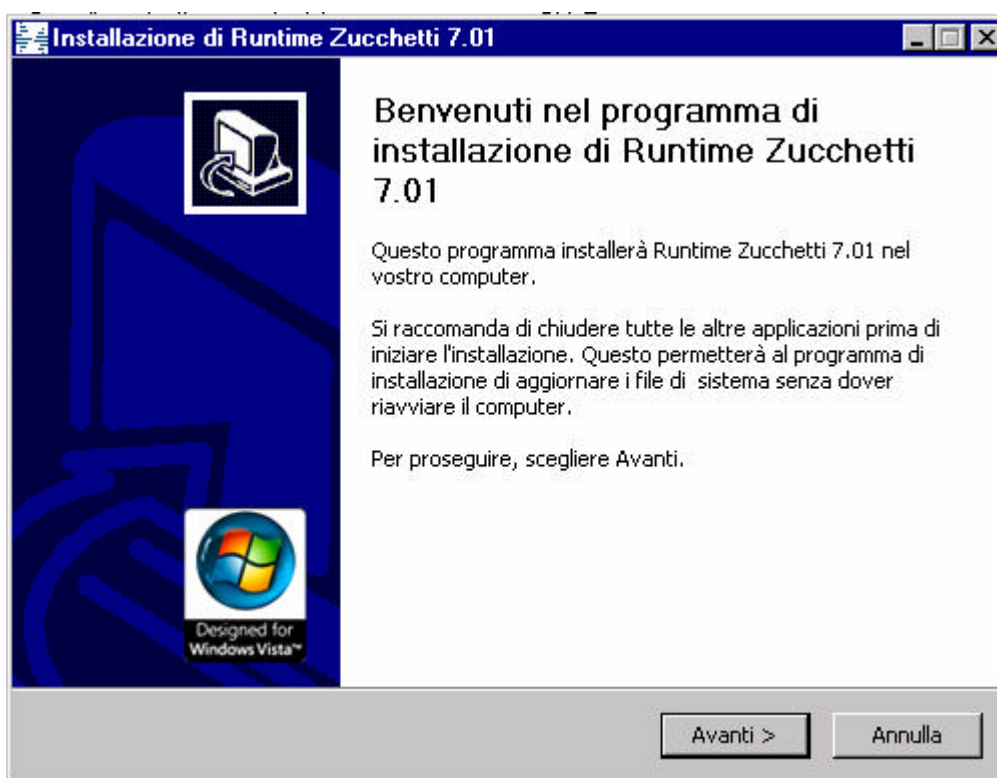 Installazione di Runtime Zucchetti 7.01
Benvenuti nel programma di
installazione di Runtime Zucchetti
7.01
Questo programma installerà Runtime Zucchetti 7.01 nel
vostro computer.
Si raccomanda di chiudere tutte le altre applicazioni prima di
iniziare l'installazione. Questo permetterà al programma di
installazione di aggiornare i file di sistema senza dover
riavviare il computer.
Per proseguire, scegliere Avanti.
Designed for
Windows Vista™
Avanti >
Annulla